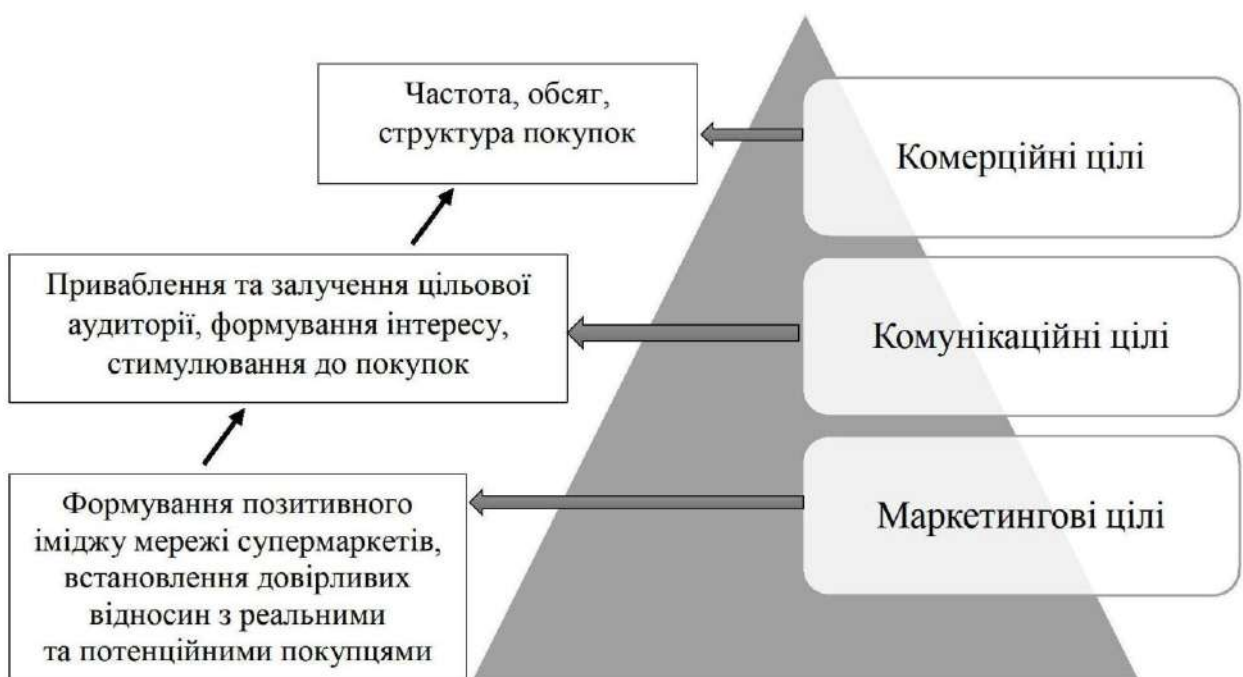 Частота, обсяг,
структура покупок
Комерційні цілі
Приваблення та залучення цільової
аудиторії, формування інтересу,
стимулювання до покупок
Комунікаційні цілі
Формування позитивного
іміджу мережі супермаркетів,
встановлення довірливих
відносин з реальними
та потенційними покупцями
Маркетингові цілі